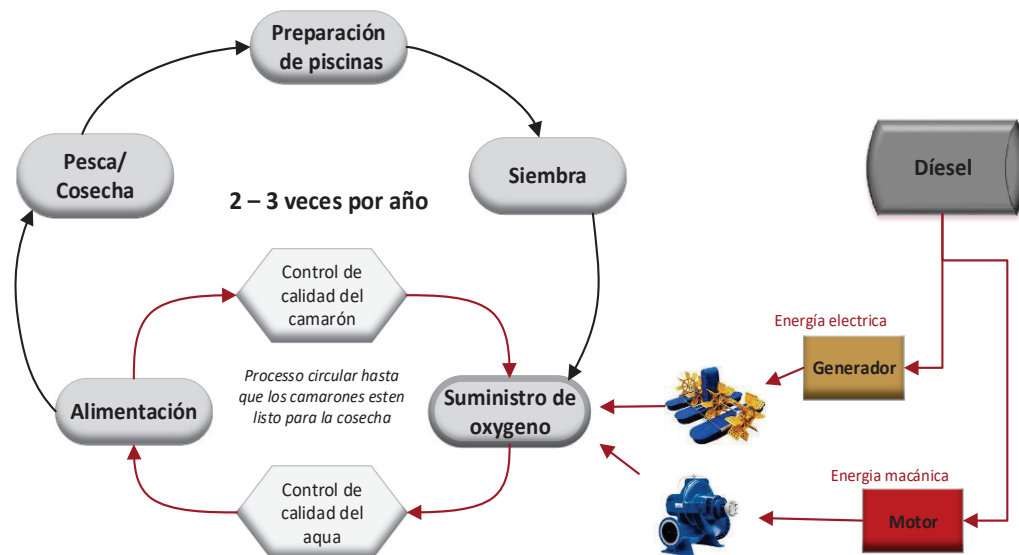 Preparación
de piscinas
Pesca/
Cosecha
Siembra
2 – 3 veces por año
Díesel
Control de
calidad del
camarón
Energía electrica
Generador
Processo circular hasta
que los camarones esten
listo para la cosecha
Alimentación
Suministro de
oxygeno
Control de
calidad del
aqua
Energia macánica
Motor